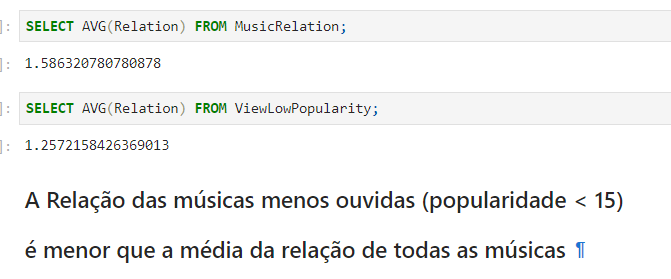 ]: SELECT AVG(Relation) FROM MusicRelation;
]: 1.586320780780878
]: SELECT AVG(Relation) FROM ViewLowPopularity;
]: 1.2572158426369013
A Relação das músicas menos ouvidas (popularidade < 15)
é menor que a média da relação de todas as músicas ¶